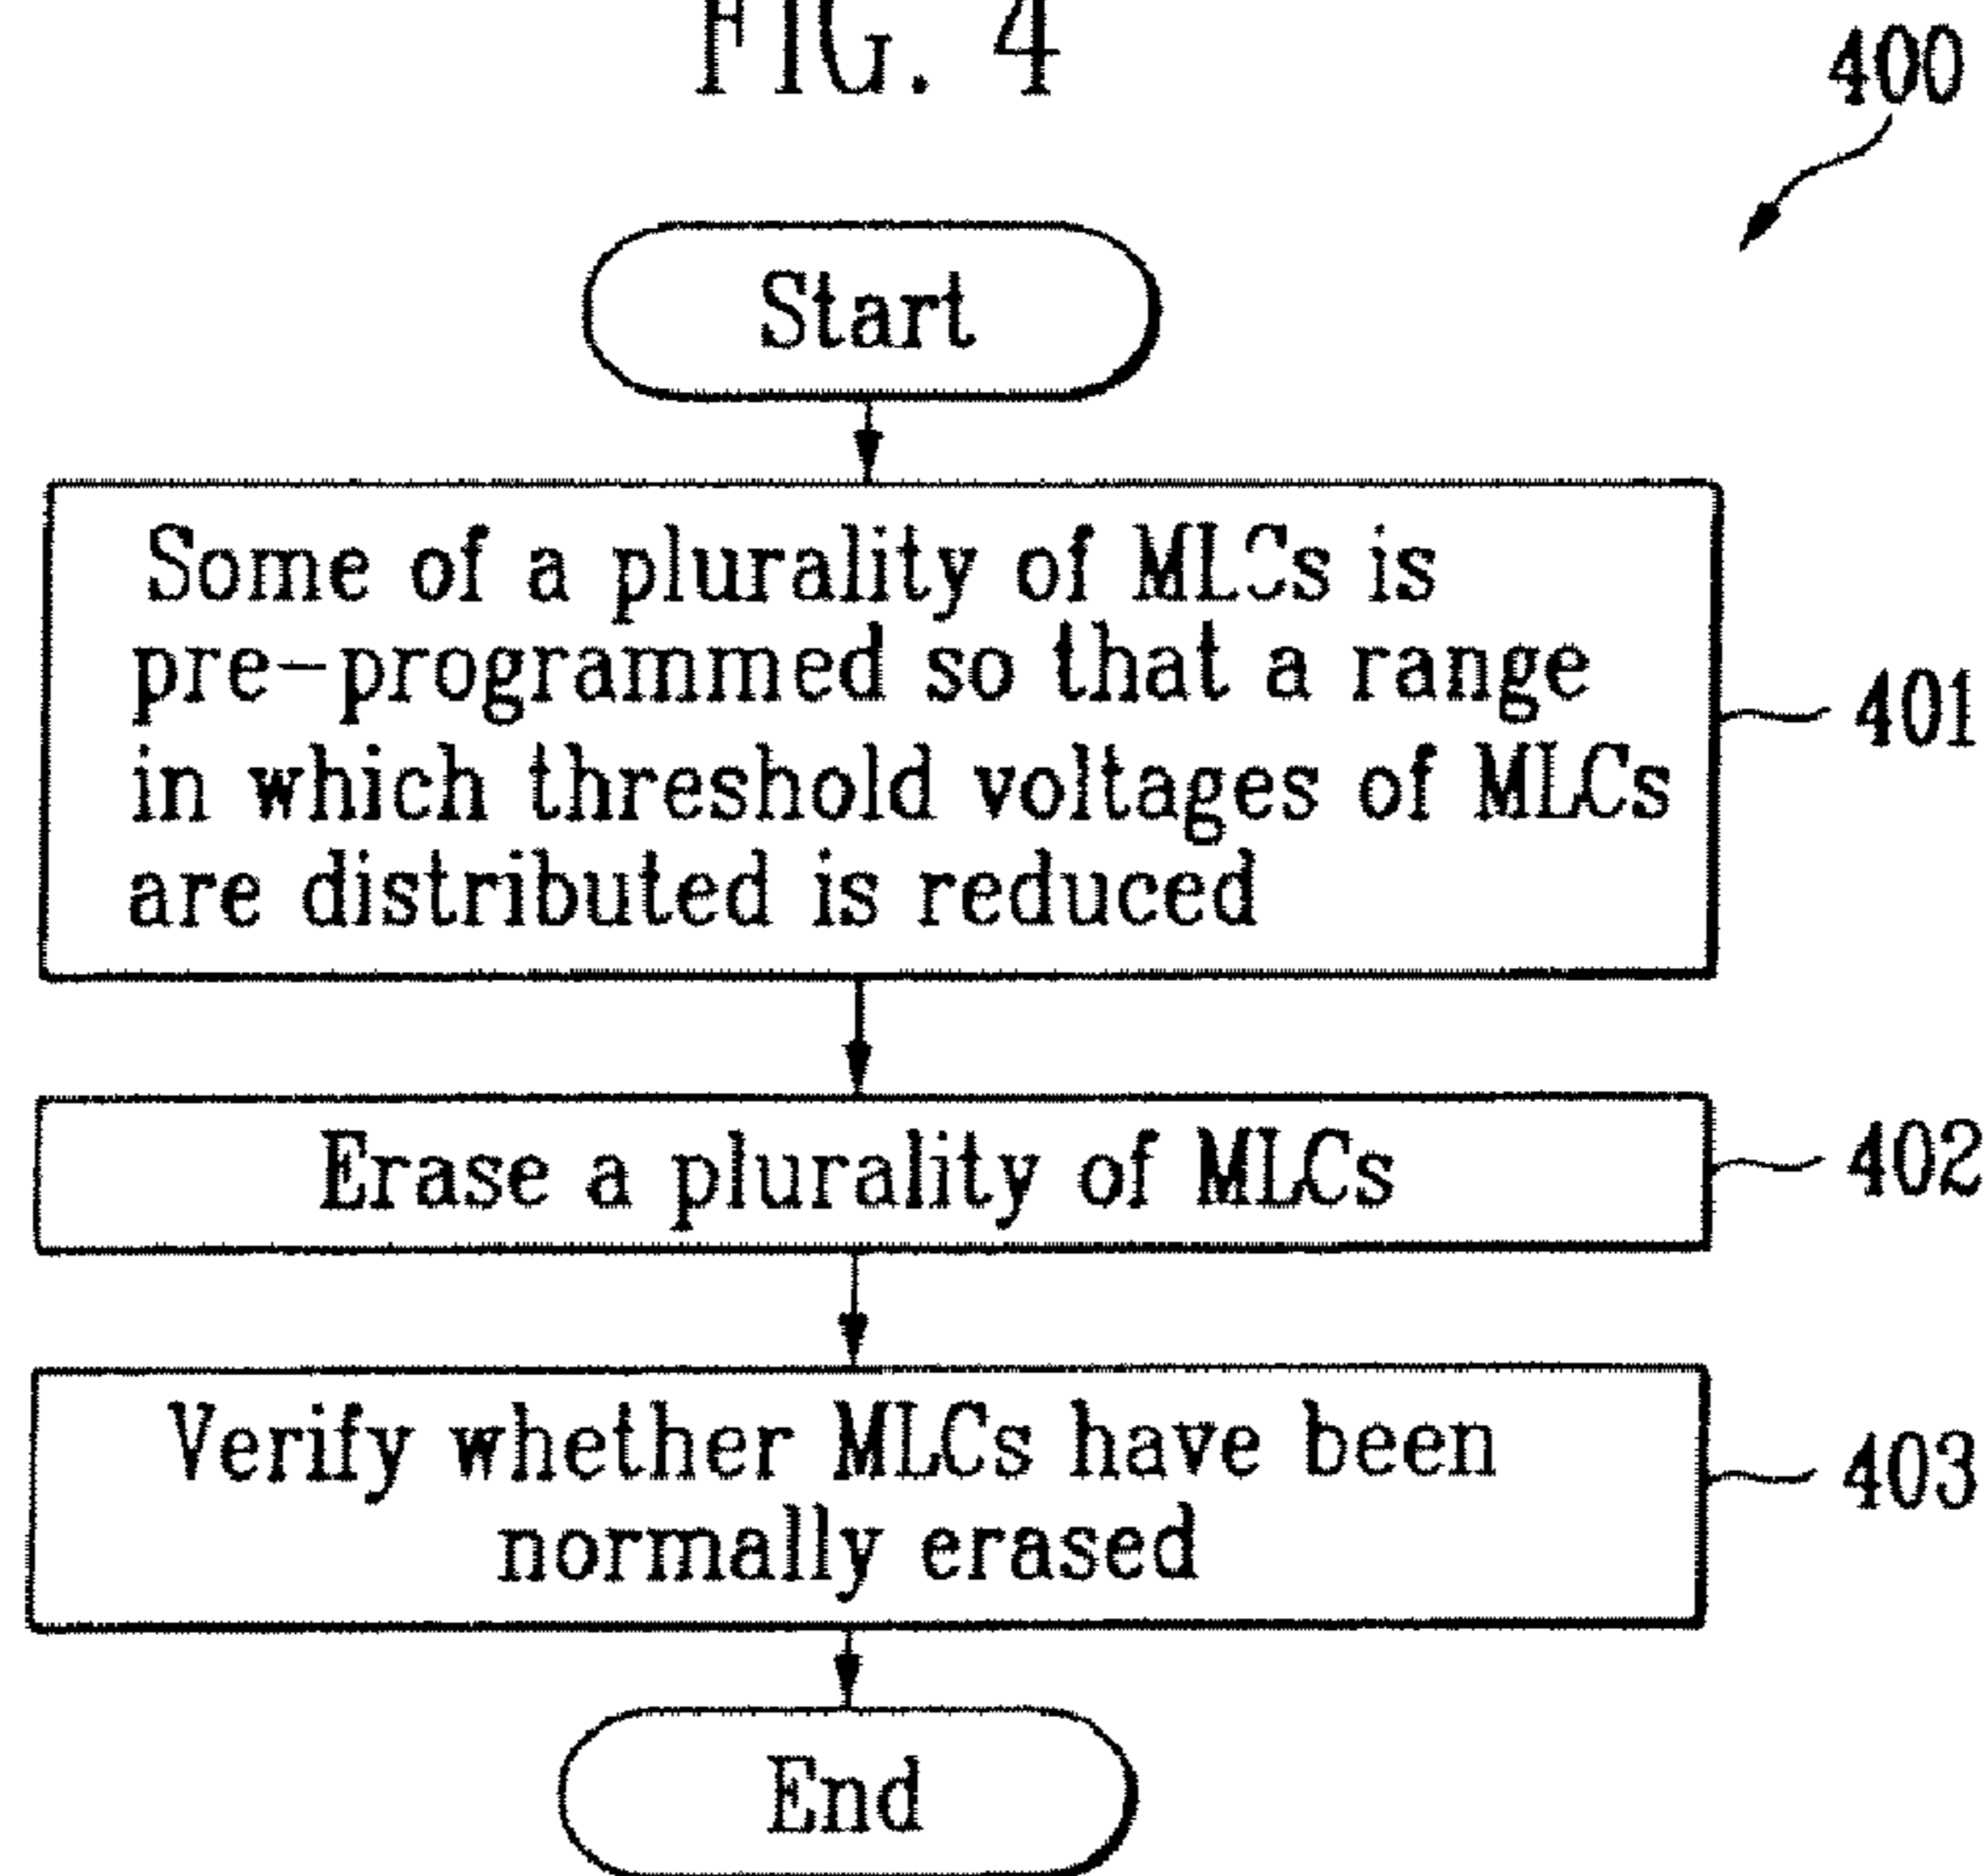 FIG. 4
400
Start
Some of a plurality of MLCs is
pre-programmed so that a range
in which threshold voltages of MLCs
are distributed is reduced
401
Erase a plurality of MLCs
402
Verify whether MLCs have been
normally erased
403
End